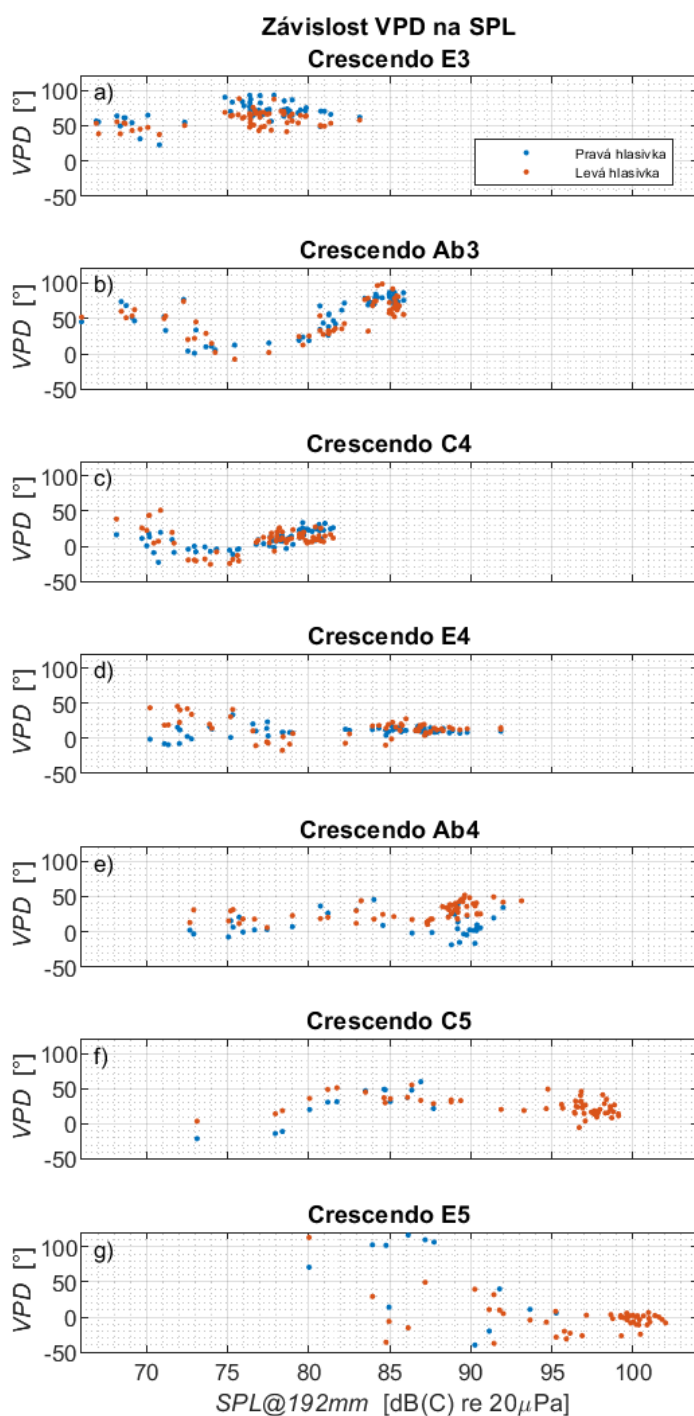 Závislost VPD na SPL
Crescendo E3
a)
100
50
0
-50
VPD [°]
Pravá hlasivka
Levá hlasivka
Crescendo Ab3
b)
100
50
0
-50
VPD [°]
Crescendo C4
c)
100
50
0
-50
VPD [°]
Crescendo E4
d)
100
50
0
-50
VPD [°]
Crescendo Ab4
e)
100
50
0
-50
VPD [°]
Crescendo C5
f)
100
50
0
-50
VPD [°]
Crescendo E5
g)
100
50
0
-50
VPD [°]
70 75 80 85 90 95 100
SPL@192mm [dB(C) re 20μPa]